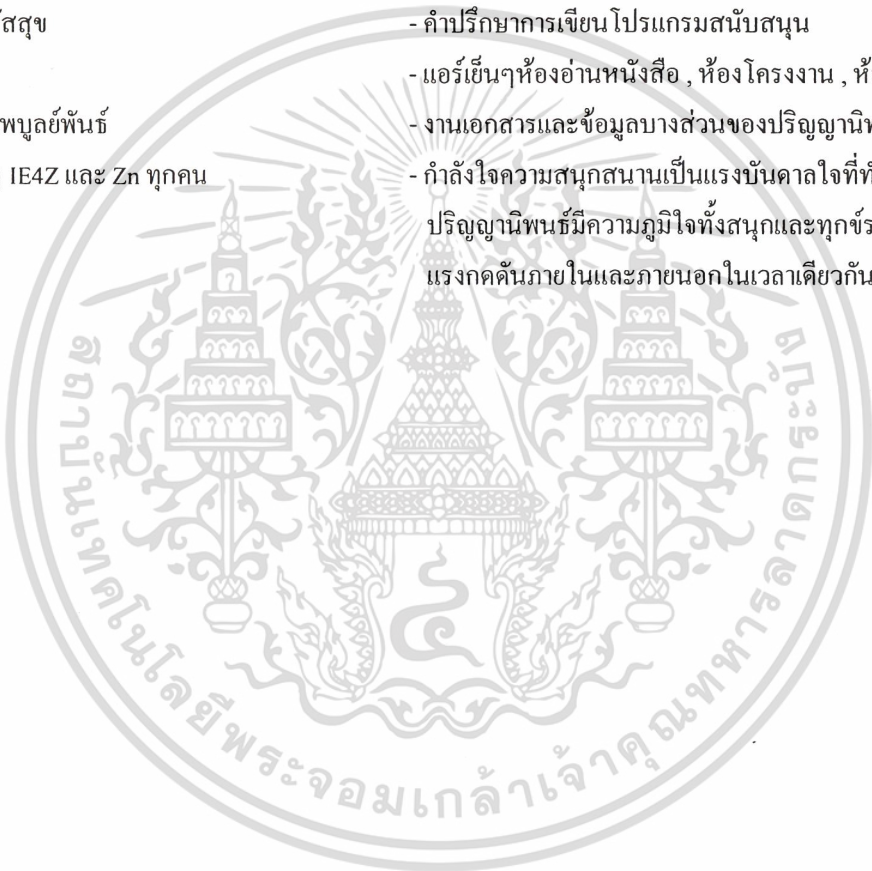 ัสสุข - คำปรึกษาการเขียนโปรแกรมสนับสนุน
- แอร์เย็นๆห้องอ่านหนังสือ , ห้องโครงงาน , ห้
พบูลย์พันธ์ - งานเอกสารและข้อมูลบางส่วนของปริญญานิพ
IE4Z และ Zn ทุกคน - กำลังใจความสนุกสนานเป็นแรงบันดาลใจที่ท
ปริญญานิพนธ์มีความภูมิใจทั้งสนุกและทุกข์ร
แรงกดดันภายในและภายนอกในเวลาเดียวกัน
สถาบันเทคโนโลยีพระจอมเกล้าเจ้าคุณทหารลาดกระบัง